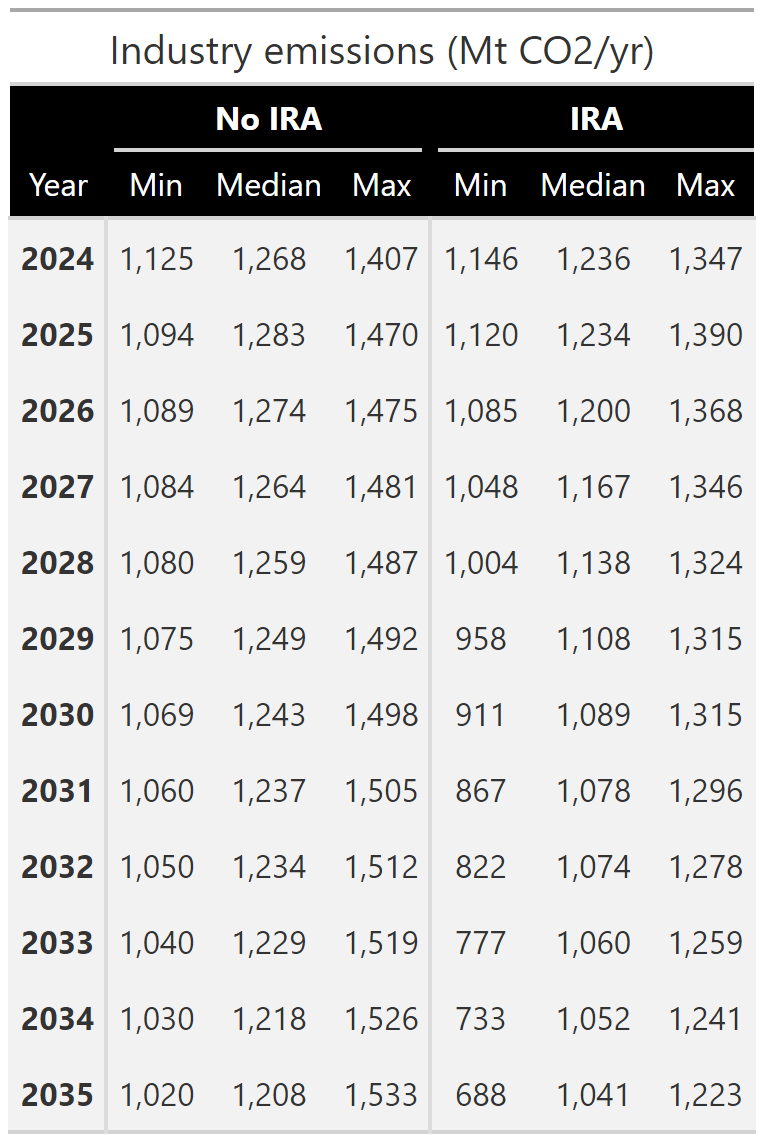 Industry emissions (Mt CO2/yr)
No IRA IRA
Year Min Median Max Min Median Max
2024 1,125 1,268 1,407 1,146 1,236 1,347
2025 1,094 1,283 1,470 1,120 1,234 1,390
2026 1,089 1,274 1,475 1,085 1,200 1,368
2027 1,084 1,264 1,481 1,048 1,167 1,346
2028 1,080 1,259 1,487 1,004 1,138 1,324
2029 1,075 1,249 1,492 958 1,108 1,315
2030 1,069 1,243 1,498 911 1,089 1,315
2031 1,060 1,237 1,505 867 1,078 1,296
2032 1,050 1,234 1,512 822 1,074 1,278
2033 1,040 1,229 1,519 777 1,060 1,259
2034 1,030 1,218 1,526 733 1,052 1,241
2035 1,020 1,208 1,533 688 1,041 1,223